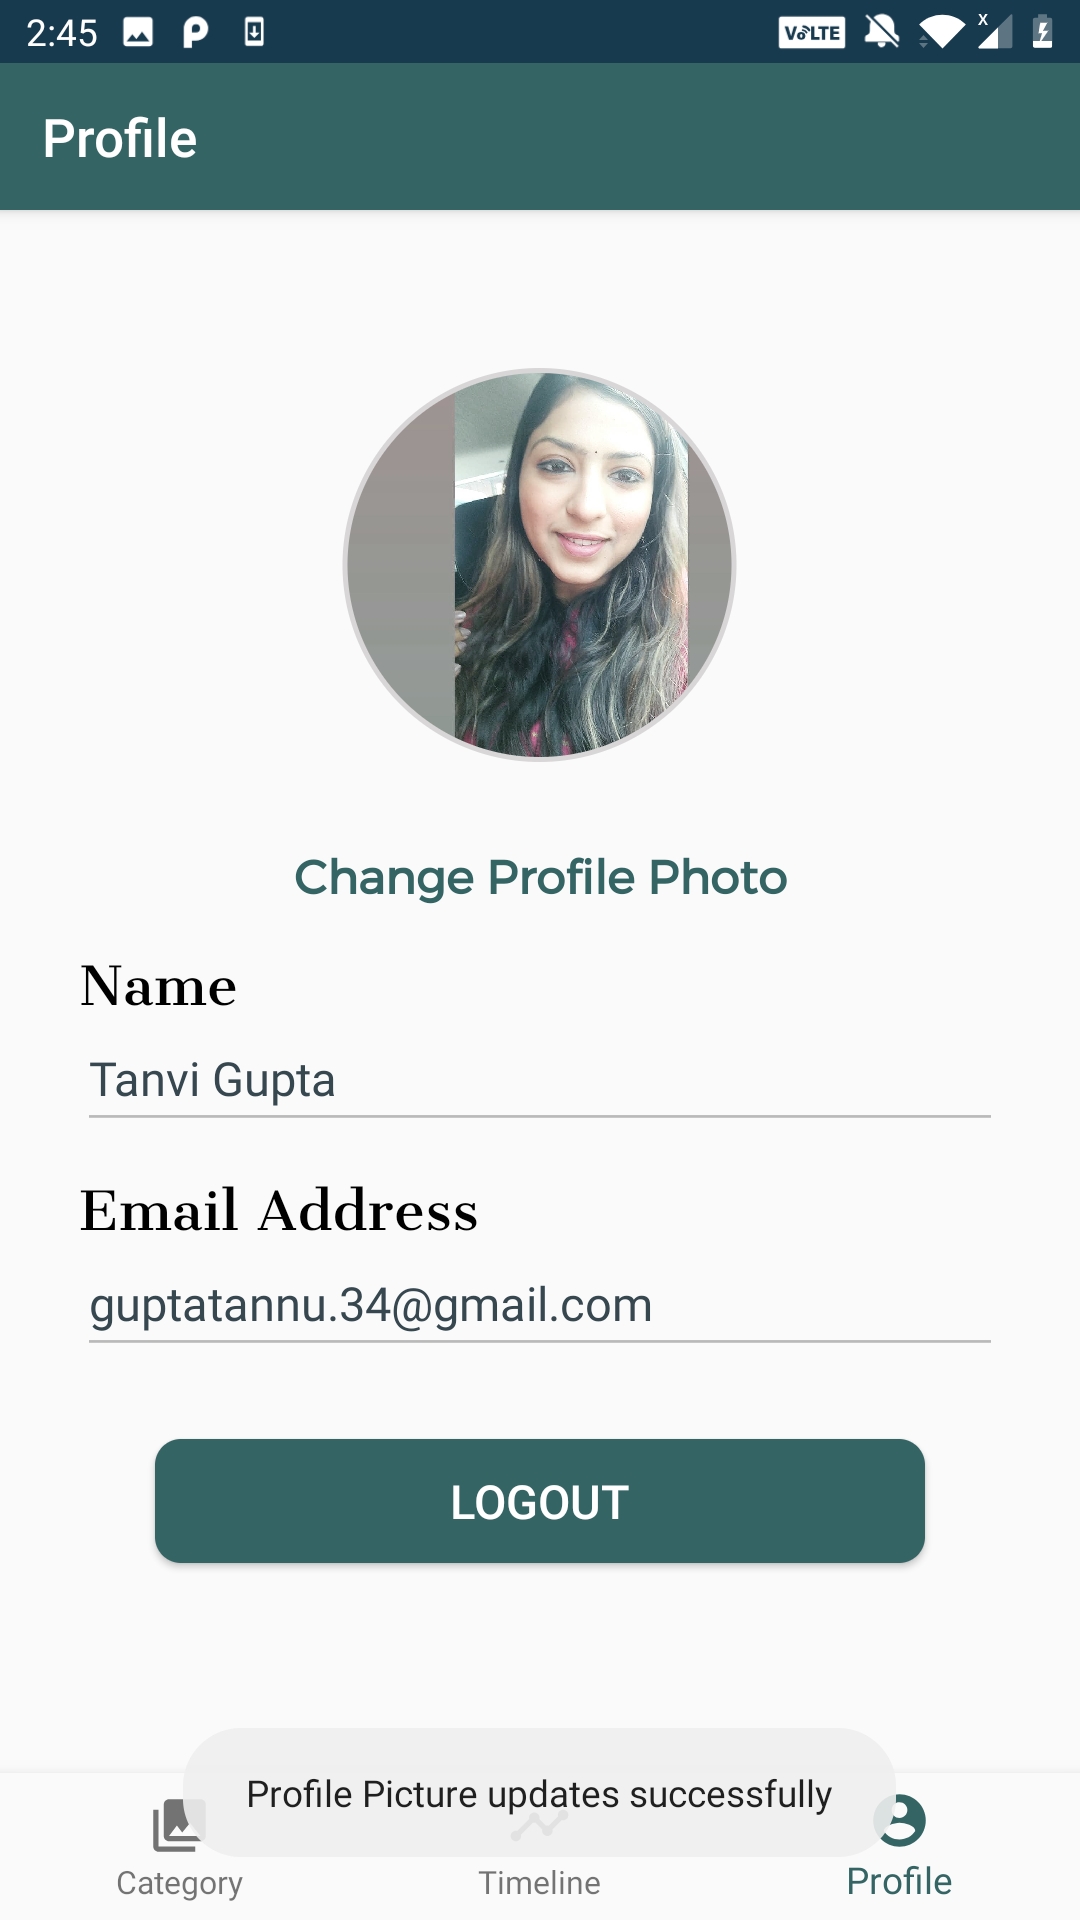 2:45 VoLTE x
Profile
Change Profile Photo
Name
Tanvi Gupta
Email Address
guptatannu.34@gmail.com
LOGOUT
Profile Picture updates successfully
Category Timeline Profile